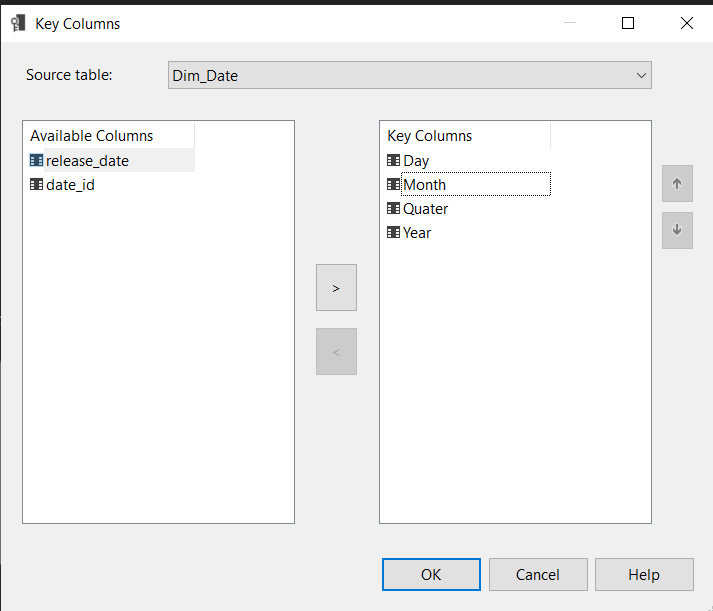 Key Columns
Source table:
Dim_Date
Available Columns
release_date
date_id
>
<
Key Columns
Day
Month
Quater
Year
OK
Cancel
Help